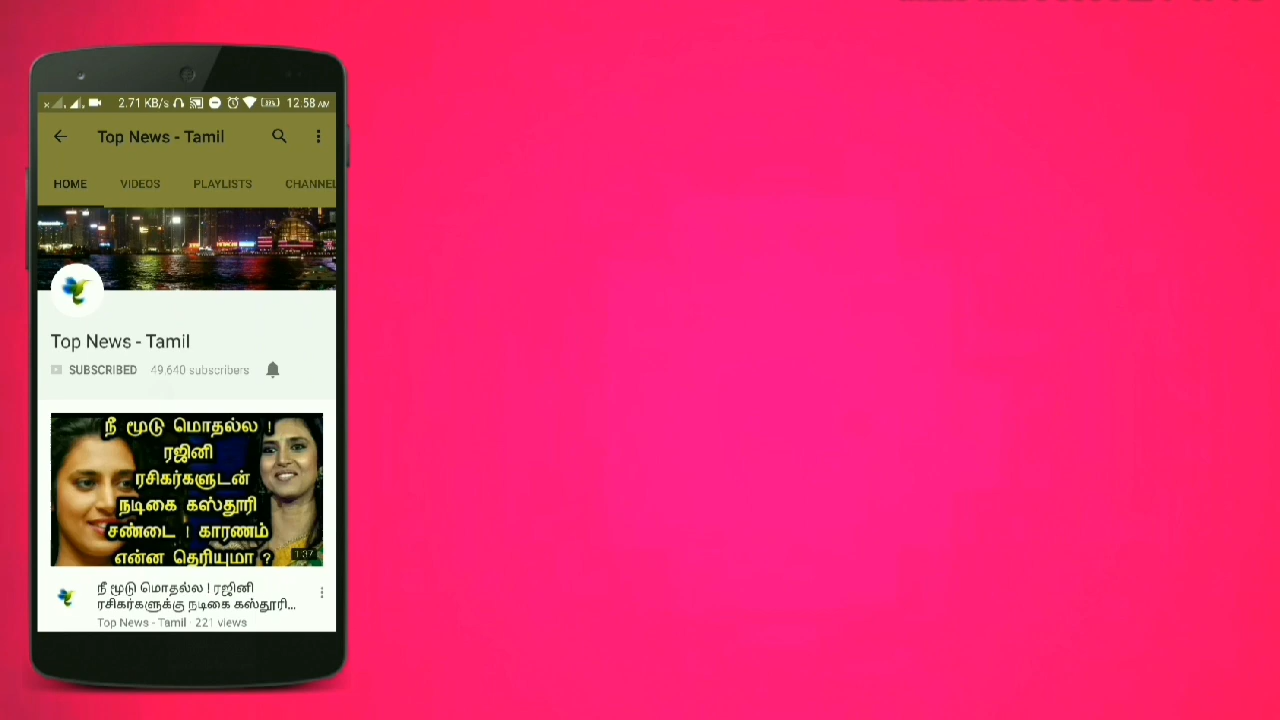 2.71 KB/s 12:58 AM
Top News - Tamil
HOME VIDEOS PLAYLISTS CHANNEL
Top News - Tamil
SUBSCRIBED 49,640 subscribers
நீ மூடு மொதல்ல !
ரஜினி
ரசிகர்களுடன்
நடிகை கஸ்தூரி
சண்டை ! காரணம்
என்ன தெரியுமா ?
1:37
நீ மூடு மொதல்ல ! ரஜினி
ரசிகர்களுக்கு நடிகை கஸ்தூரி...
Top News - Tamil · 221 views